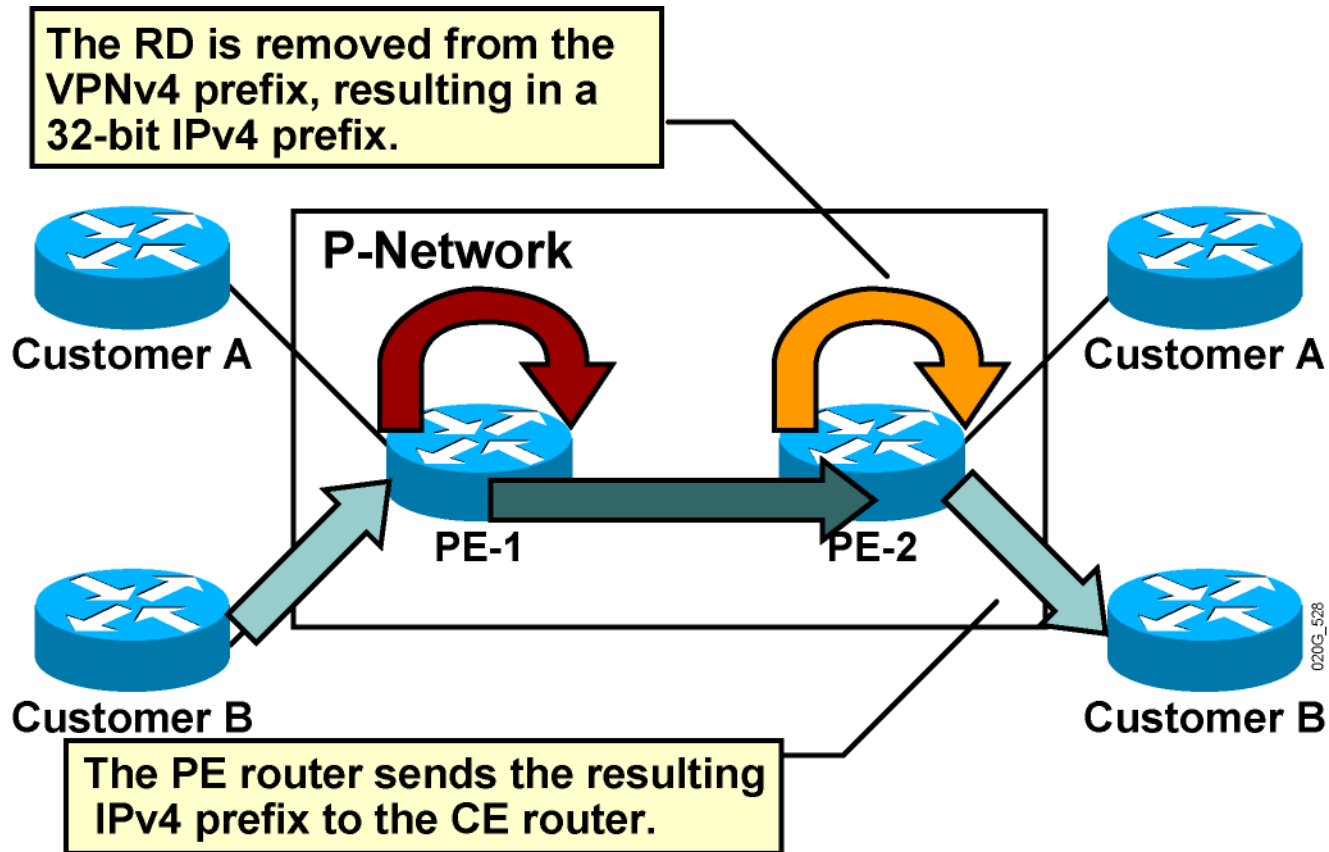 The RD is removed from the
VPNv4 prefix, resulting in a
32-bit IPv4 prefix.
P-Network
Customer A
Customer A
PE-1
PE-2
020G_528
Customer B
Customer B
The PE router sends the resulting
IPv4 prefix to the CE router.